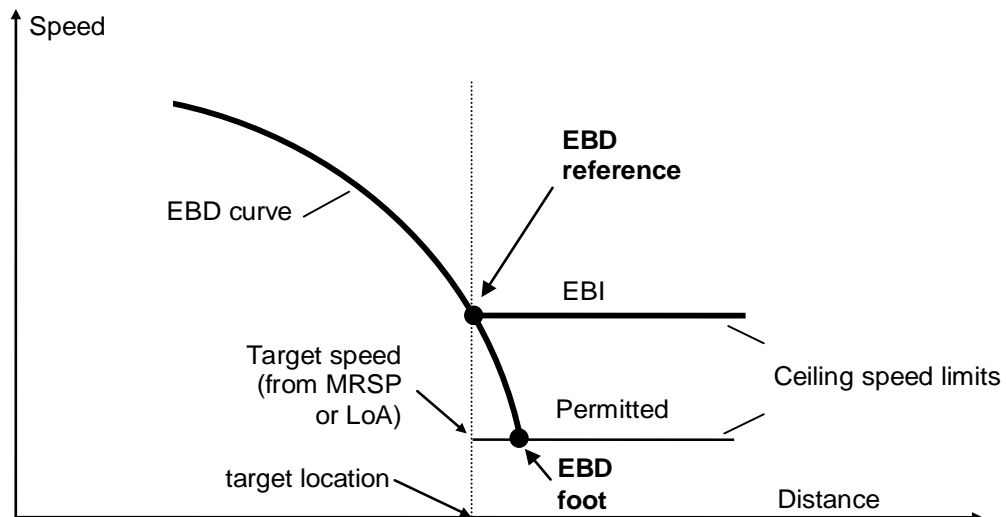 Speed
EBD
reference
EBD curve
EBI
Target speed
(from MRSP
or LoA)
Ceiling speed limits
Permitted
EBD
foot
target location
Distance